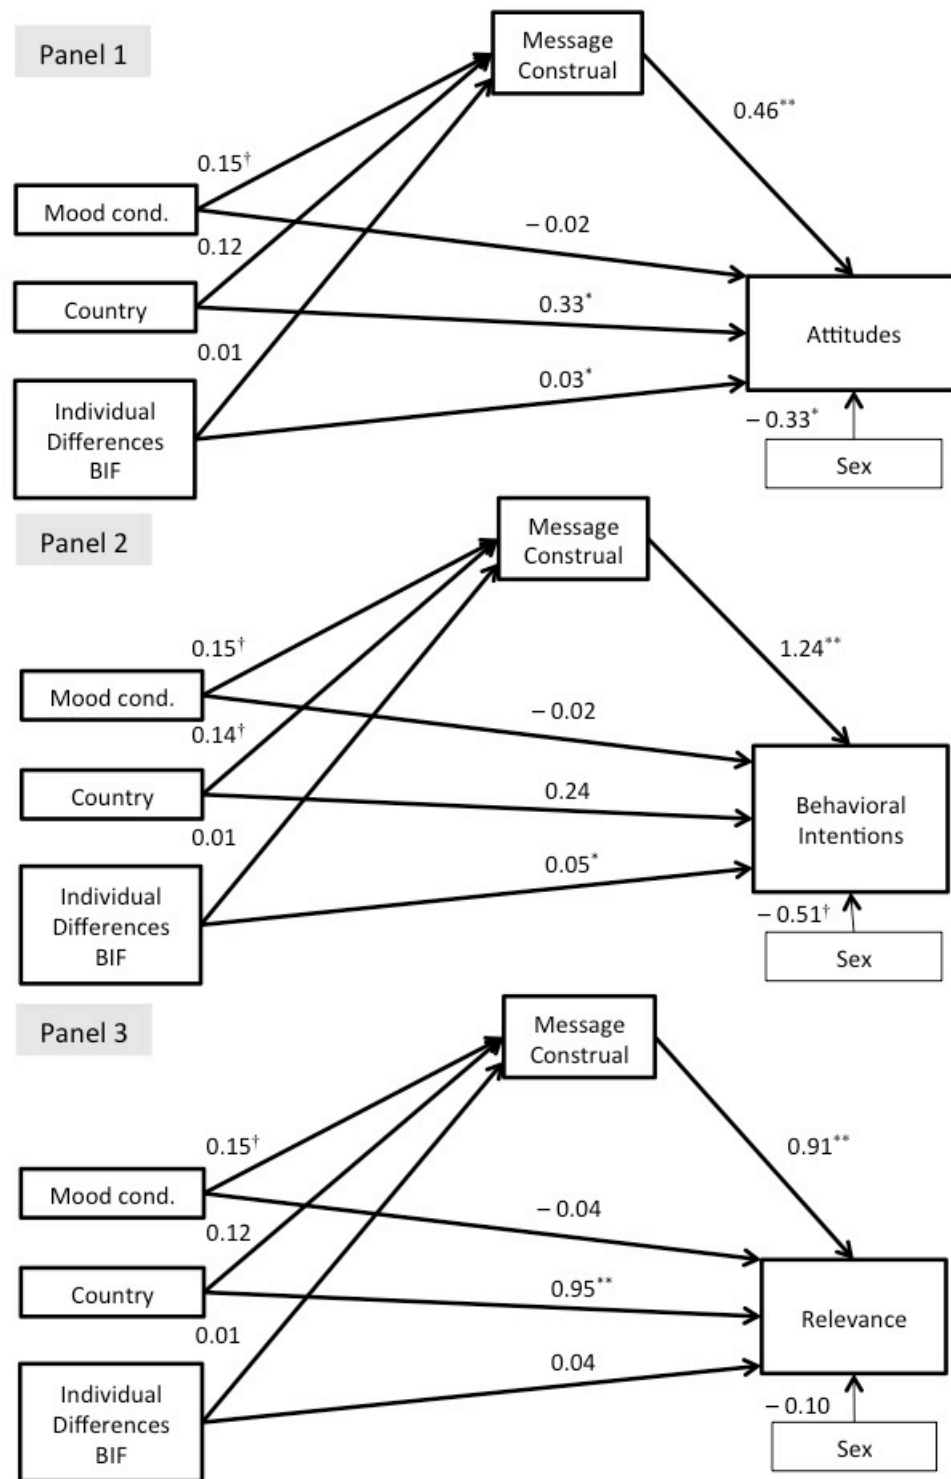 Panel 1
Message
Construal
0.46**
0.15†
Mood cond.
– 0.02
0.12
Country
0.33*
Attitudes
0.01
0.03*
Individual
Differences
BIF
– 0.33*
Sex
Panel 2
Message
Construal
0.15†
1.24**
Mood cond.
– 0.02
0.14†
Country
0.24
Behavioral
Intentions
0.01
0.05*
Individual
Differences
BIF
– 0.51†
Sex
Panel 3
Message
Construal
0.15†
0.91**
Mood cond.
– 0.04
0.12
Country
0.95**
Relevance
0.01
0.04
Individual
Differences
BIF
– 0.10
Sex